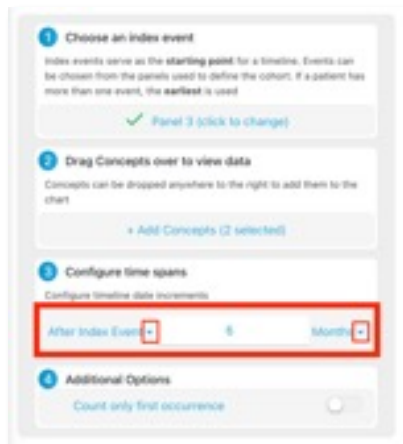 1 Choose an index event
Index events serve as the starting point for a timeline. Events can
be chosen from the panels used to define the cohort. If a patient has
more than one event, the earliest is used
Panel 3 (click to change)
2 Drag Concepts over to view data
Concepts can be dropped anywhere to the right to add them to the
chart
+ Add Concepts (2 selected)
3 Configure time spans
Configure timeline date increments
After Index Event 6 Months
4 Additional Options
Count only first occurrence